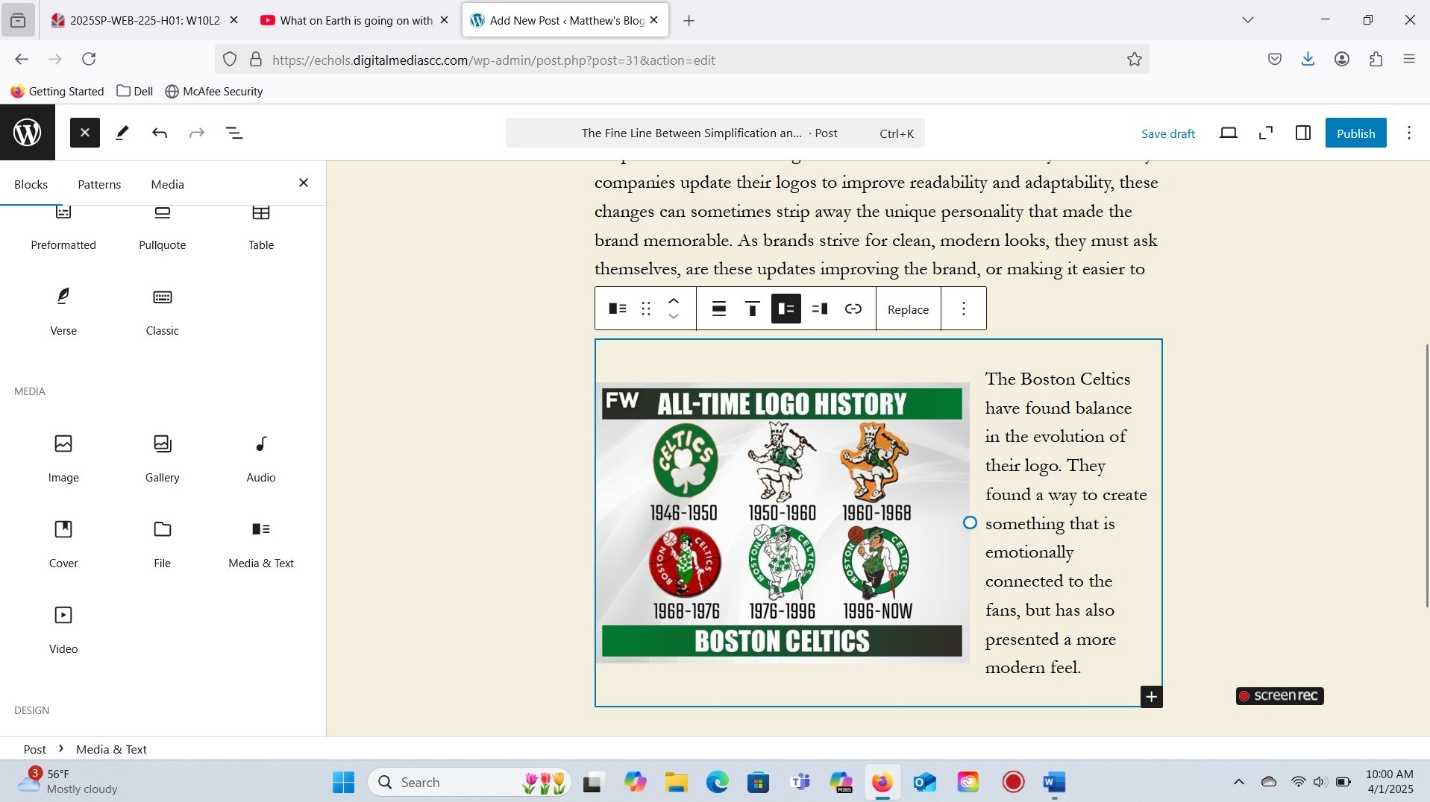 2025SP-WEB-225-H01: W10L2
What on Earth is going on with
Add New Post ‹ Matthew's Blog
https://echols.digitalmediascc.com/wp-admin/post.php?post=31&action=edit
Getting Started
Dell
McAfee Security
The Fine Line Between Simplification an... · Post
Ctrl+K
Save draft
Publish
Blocks
Patterns
Media
companies update their logos to improve readability and adaptability, these
changes can sometimes strip away the unique personality that made the
brand memorable. As brands strive for clean, modern looks, they must ask
themselves, are these updates improving the brand, or making it easier to
Preformatted
Pullquote
Table
Verse
Classic
MEDIA
Image
Gallery
Audio
Cover
File
Media & Text
Video
DESIGN
Replace
FW ALL-TIME LOGO HISTORY
CELTICS
1946-1950 1950-1960 1960-1968
BOSTON CELTICS
BOSTON CELTICS
BOSTON CELTICS
1968-1976 1976-1996 1996-NOW
BOSTON CELTICS
The Boston Celtics
have found balance
in the evolution of
their logo. They
found a way to create
something that is
emotionally
connected to the
fans, but has also
presented a more
modern feel.
screenrec
Post > Media & Text
3
56°F
Mostly cloudy
Search
10:00 AM
4/1/2025